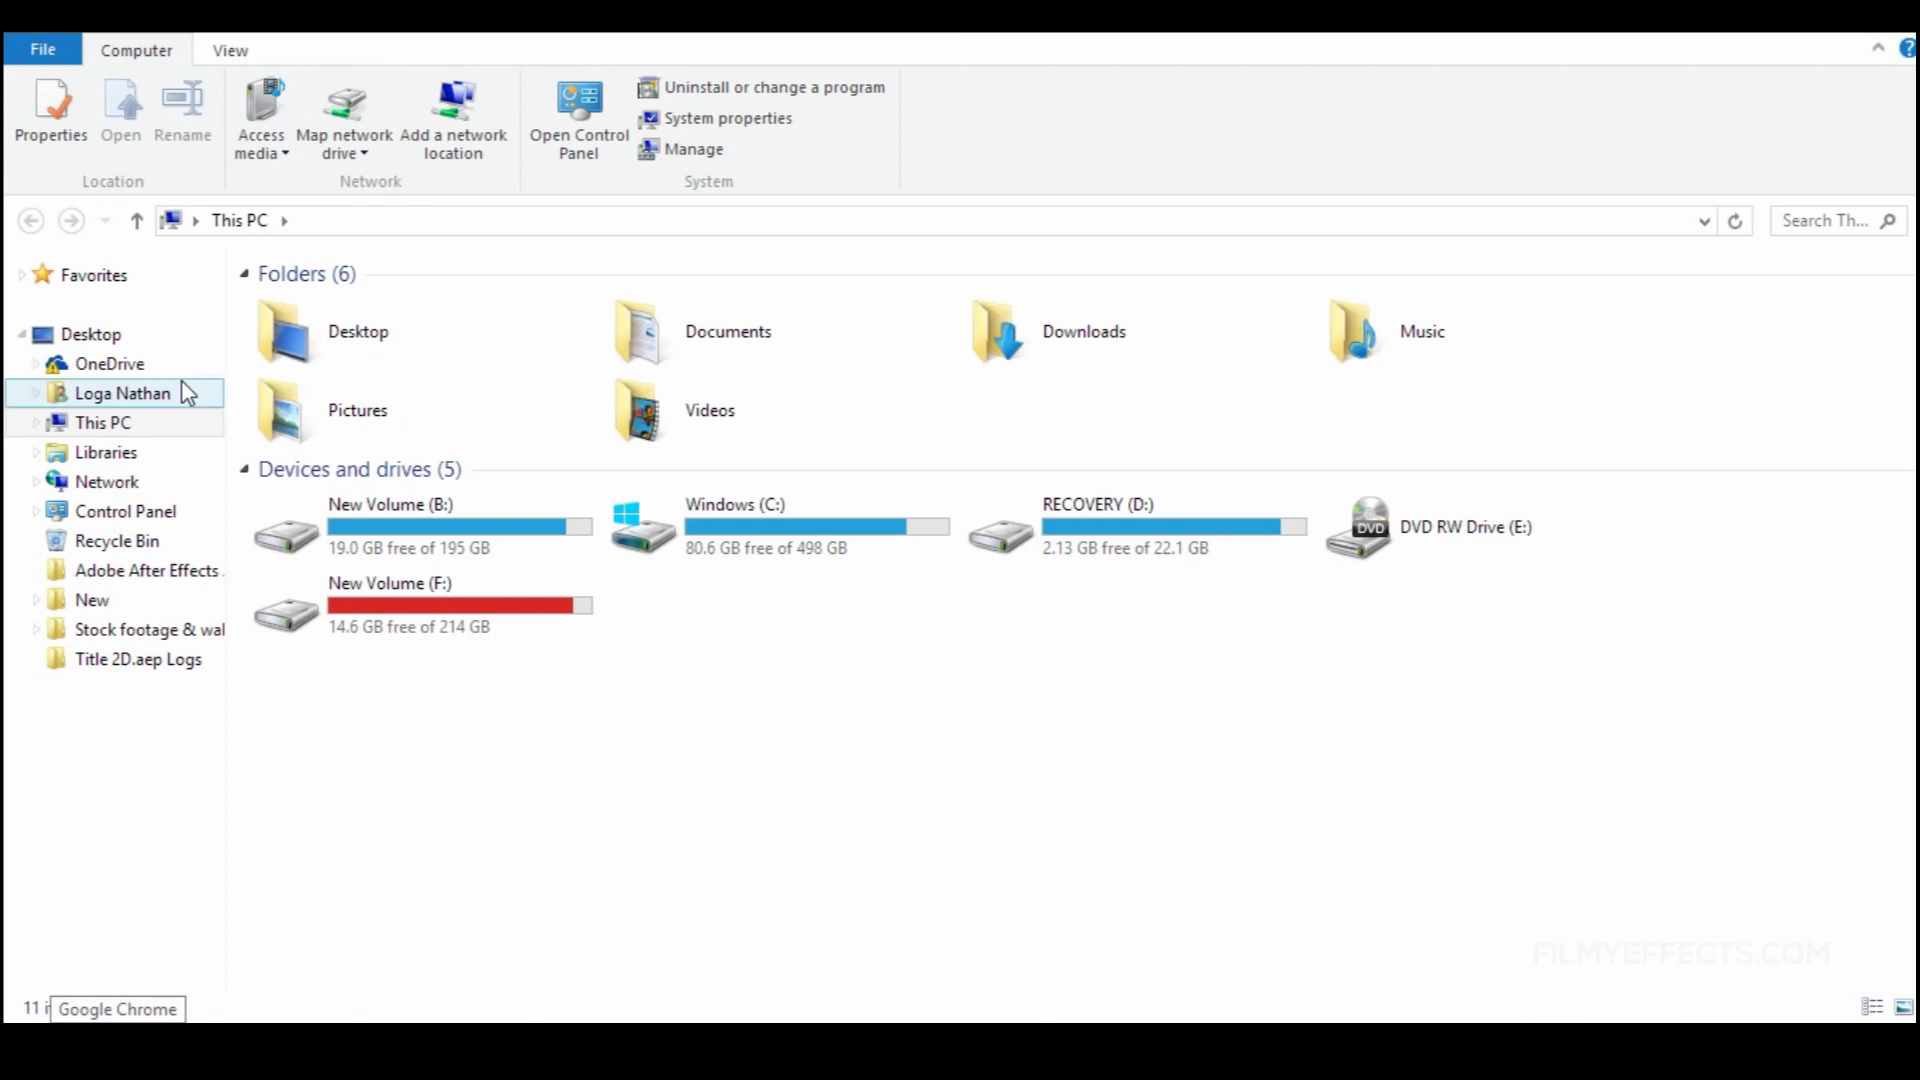 File Computer View
Properties Open Rename Access media Map network drive Add a network location Open Control Panel
Uninstall or change a program
System properties
Manage
Location Network System
This PC Search Th...
Favorites
Desktop
OneDrive
Loga Nathan
This PC
Libraries
Network
Control Panel
Recycle Bin
Adobe After Effects
New
Stock footage & wal
Title 2D.aep Logs
Folders (6)
Desktop Documents Downloads Music
Pictures Videos
Devices and drives (5)
New Volume (B:)
19.0 GB free of 195 GB
Windows (C:)
80.6 GB free of 498 GB
RECOVERY (D:)
2.13 GB free of 22.1 GB
DVD
DVD RW Drive (E:)
New Volume (F:)
14.6 GB free of 214 GB
FILMYEFFECTS.COM
11 i
Google Chrome